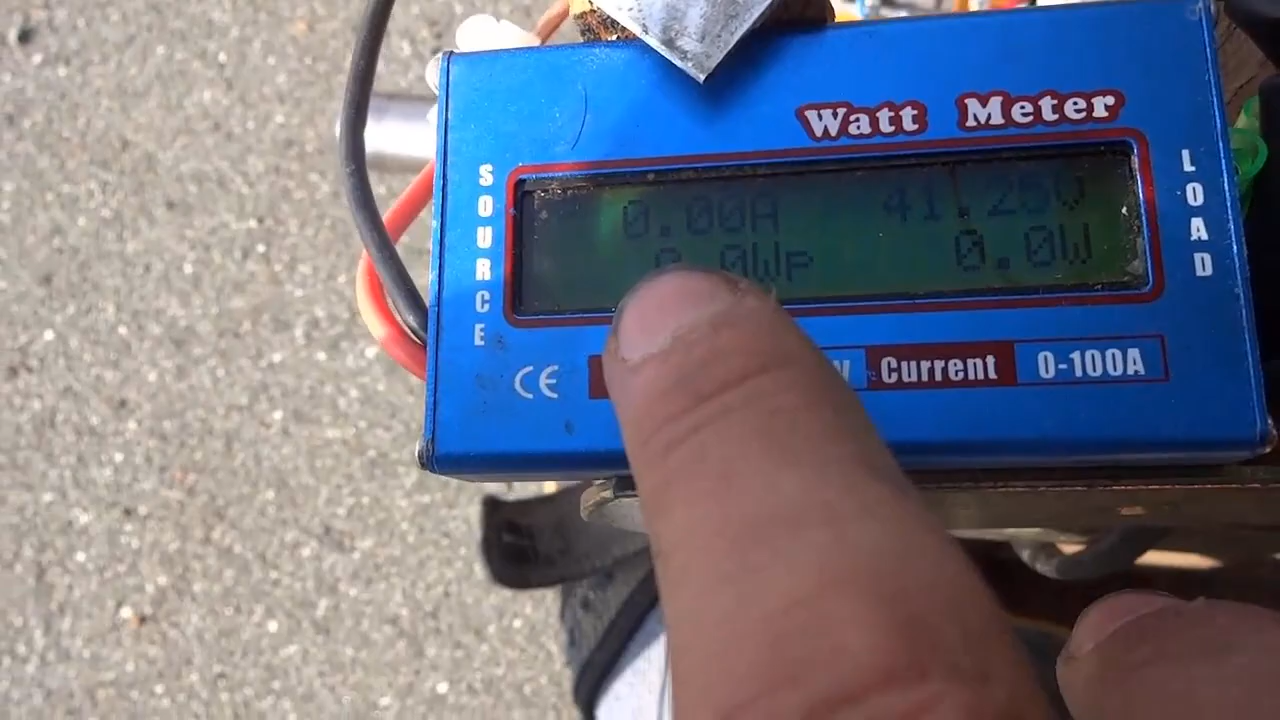 Watt Meter
SOURCE
0.00A 41.25V
0.0Wp 0.0W
LOAD
CE Current 0-100A